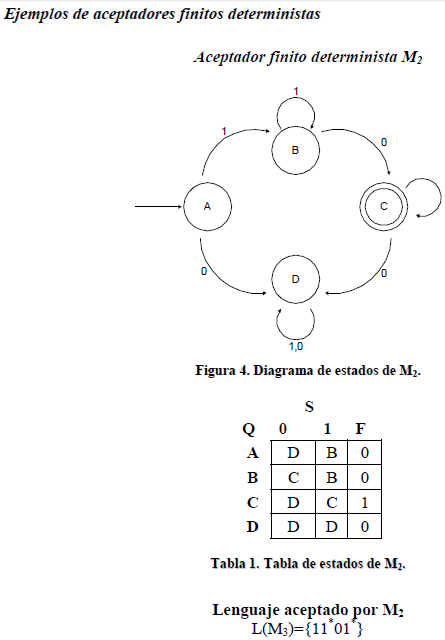 Ejemplos de aceptadores finitos deterministas
Aceptador finito determinista M₂
1
1
B
0
A
C
0
D
0
1,0
Figura 4. Diagrama de estados de M₂.
S
Q 0 1 F
A D B 0
B C B 0
C D C 1
D D D 0
Tabla 1. Tabla de estados de M₂.
Lenguaje aceptado por M₂
L(M₃)={11*01*}